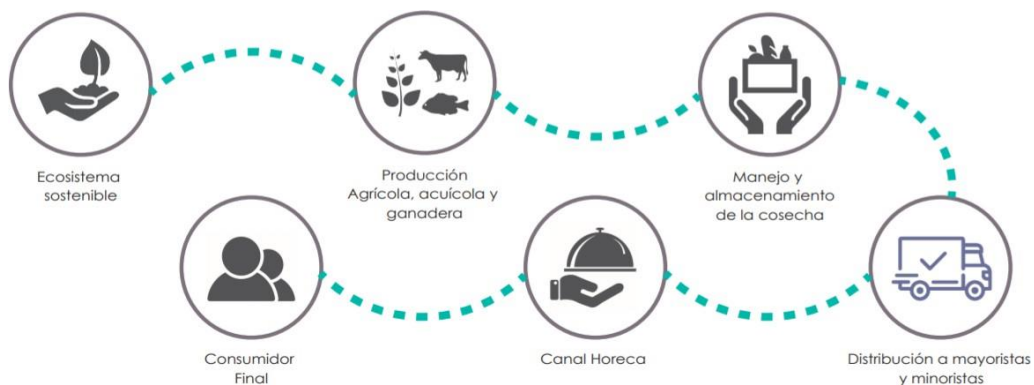 Ecosistema
sostenible
Producción
Agrícola, acuícola y
ganadera
Manejo y
almacenamiento
de la cosecha
Consumidor
Final
Canal Horeca
Distribución a mayoristas
y minoristas